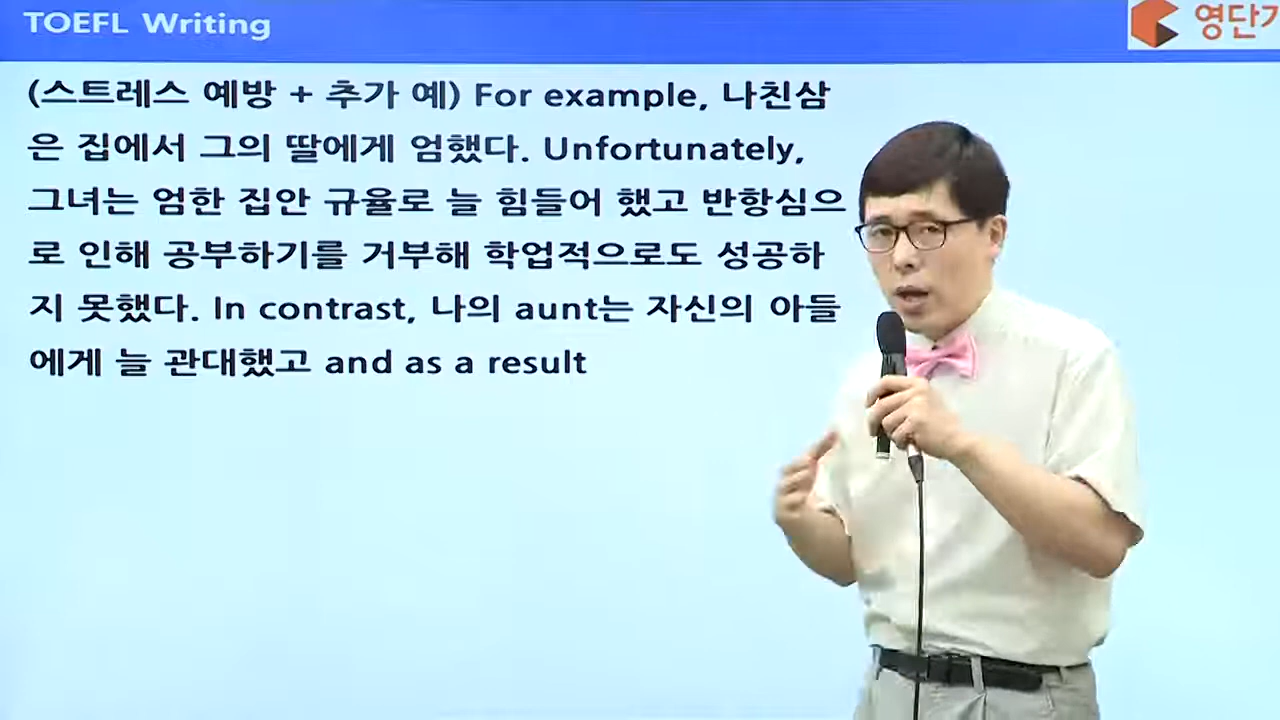 TOEFL Writing
영단기
(스트레스 예방 + 추가 예) For example, 나친삼
은 집에서 그의 딸에게 엄했다. Unfortunately,
그녀는 엄한 집안 규율로 늘 힘들어 했고 반항심으
로 인해 공부하기를 거부해 학업적으로도 성공하
지 못했다. In contrast, 나의 aunt는 자신의 아들
에게 늘 관대했고 and as a result